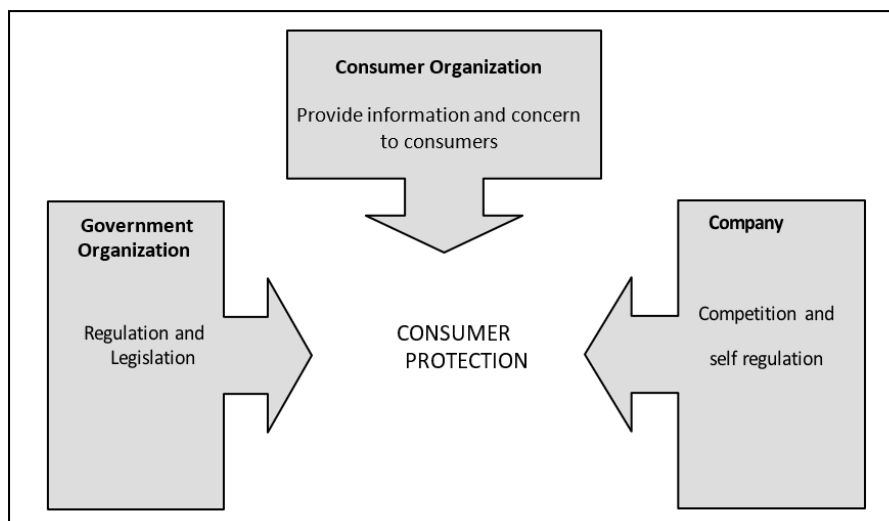 Consumer Organization
Provide information and concern
to consumers
Government
Organization
Regulation and
Legislation
CONSUMER
PROTECTION
Company
Competition and
self regulation